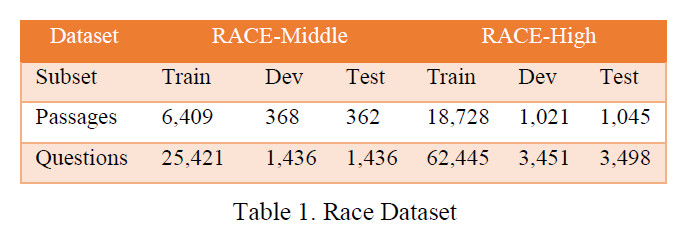 Dataset RACE-Middle RACE-High
Subset Train Dev Test Train Dev Test
Passages 6,409 368 362 18,728 1,021 1,045
Questions 25,421 1,436 1,436 62,445 3,451 3,498
Table 1. Race Dataset